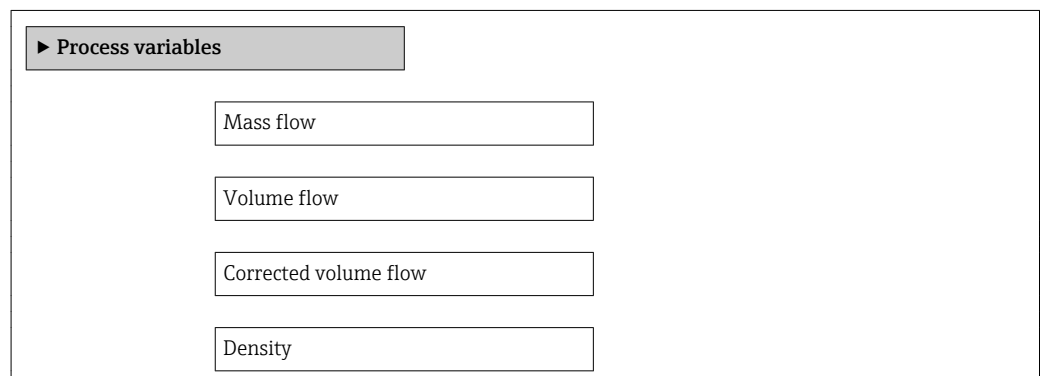 ▶ Process variables
Mass flow
Volume flow
Corrected volume flow
Density